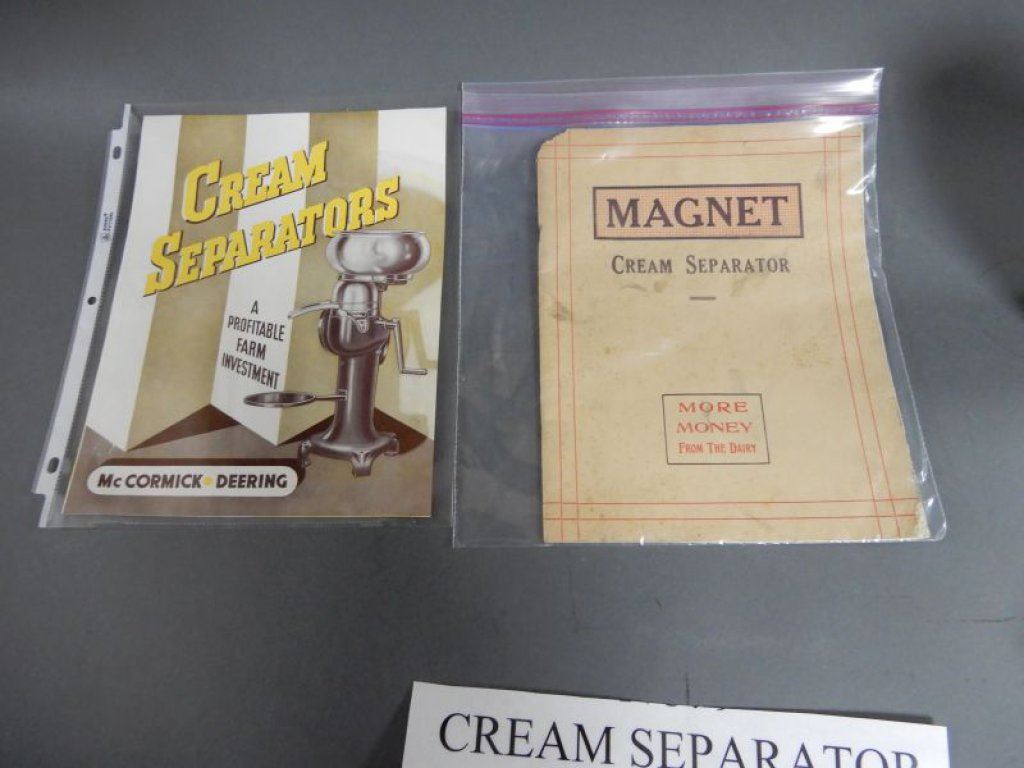 CREAM
SEPARATORS
A
PROFITABLE
FARM
INVESTMENT
McCORMICK • DEERING
MAGNET
CREAM SEPARATOR
MORE
MONEY
FROM THE DAIRY
CREAM SEPARATOR